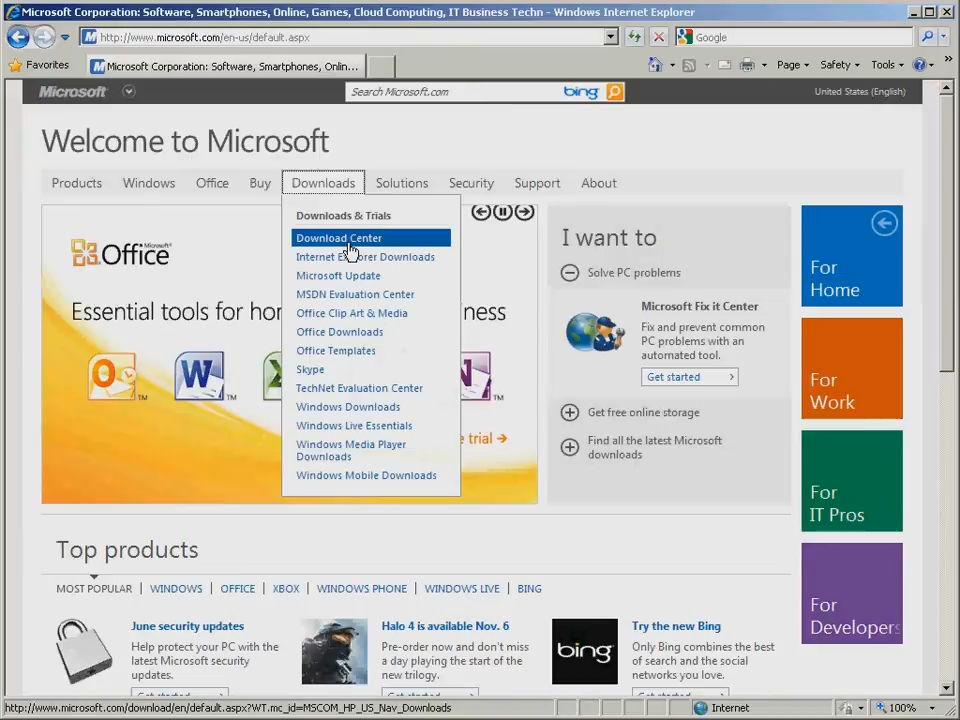 Microsoft Corporation: Software, Smartphones, Online, Games, Cloud Computing, IT Business Techn - Windows Internet Explorer
http://www.microsoft.com/en-us/default.aspx
Google
Favorites
Microsoft Corporation: Software, Smartphones, Onlin...
Page
Safety
Tools
Microsoft
Search Microsoft.com
bing
United States (English)
Welcome to Microsoft
Products
Windows
Office
Buy
Downloads
Solutions
Security
Support
About
Downloads & Trials
Download Center
Internet Explorer Downloads
Microsoft Update
MSDN Evaluation Center
Office Clip Art & Media
Office Downloads
Office Templates
Skype
TechNet Evaluation Center
Windows Downloads
Windows Live Essentials
Windows Media Player
Downloads
Windows Mobile Downloads
Microsoft®
Office
Essential tools for hom
ness
TM
TM
TM
e trial
I want to
Solve PC problems
Microsoft Fix it Center
Fix and prevent common
PC problems with an
automated tool.
Get started
Get free online storage
Find all the latest Microsoft
downloads
For
Home
For
Work
For
IT Pros
For
Developers
Top products
MOST POPULAR | WINDOWS | OFFICE | XBOX | WINDOWS PHONE | WINDOWS LIVE | BING
June security updates
Help protect your PC with the
latest Microsoft security
updates.
Get started
Halo 4 is available Nov. 6
Pre-order now and don't miss
a day playing the start of the
new trilogy.
Get started
bing
Try the new Bing
Only Bing combines the best
of search and the social
networks you love.
Get started
http://www.microsoft.com/download/en/default.aspx?WT.mc_id=MSCOM_HP_US_Nav_Downloads
Internet
100%